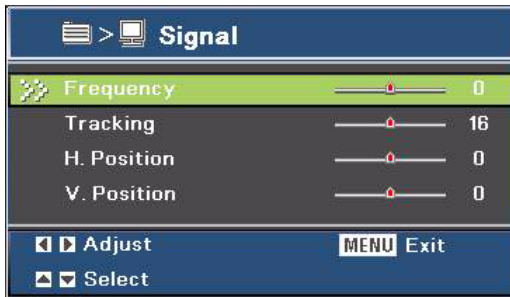 > Signal
Frequency 0
Tracking 16
H. Position 0
V. Position 0
Adjust MENU Exit
Select